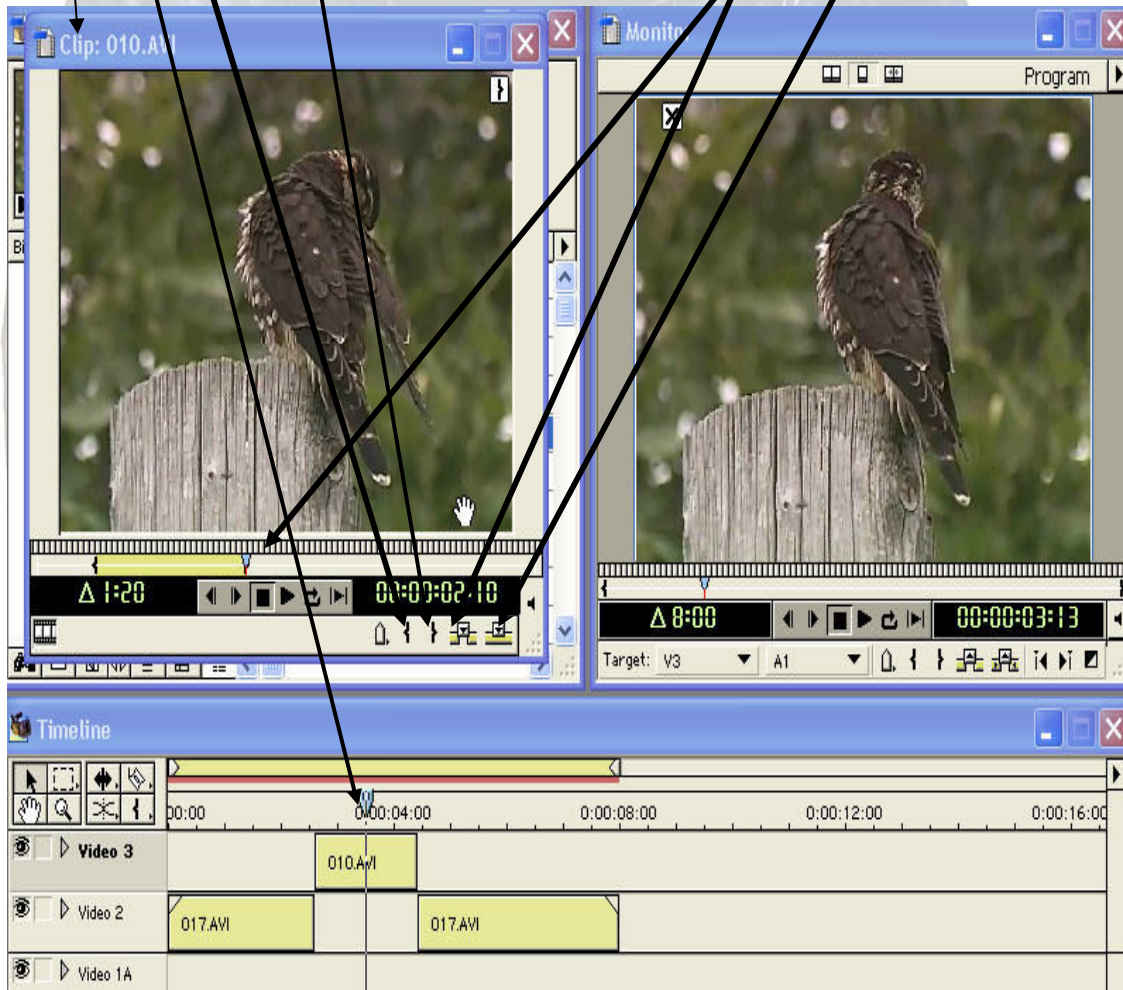 Clip: 010.AVI
Monitor
Program
Bi
Δ 1:20
00:00:02:10
Δ 8:00
00:00:03:13
Target: V3
A1
Timeline
00:00
0:00:04:00
0:00:08:00
0:00:12:00
0:00:16:00
Video 3
010.AVI
Video 2
017.AVI
017.AVI
Video 1A